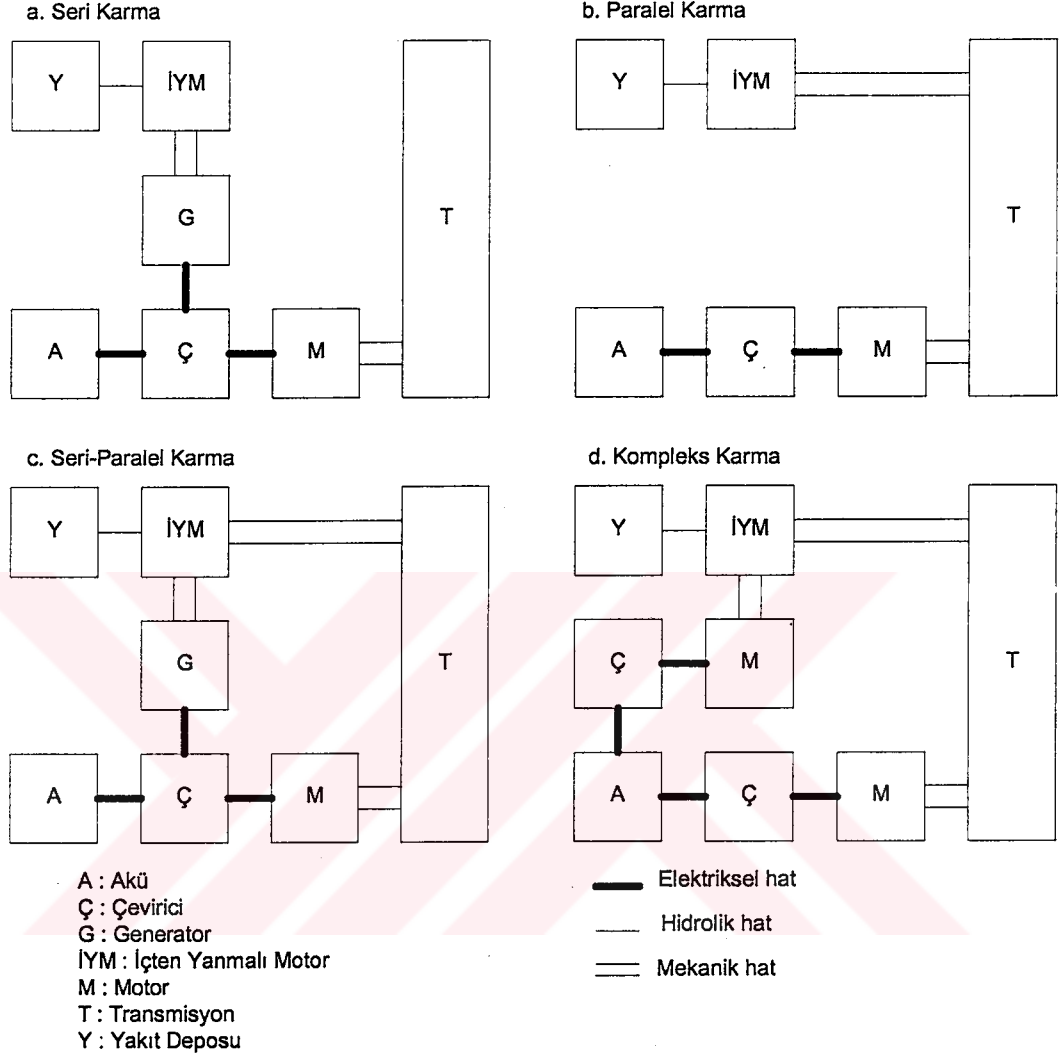 a. Seri Karma
Y
İYM
G
A
Ç
M
T
b. Paralel Karma
Y
İYM
A
Ç
M
T
c. Seri-Paralel Karma
Y
İYM
G
A
Ç
M
T
d. Kompleks Karma
Y
İYM
Ç
M
A
Ç
M
T
A : Akü
Ç : Çevirici
G : Generator
İYM : İçten Yanmalı Motor
M : Motor
T : Transmisyon
Y : Yakıt Deposu
Elektriksel hat
Hidrolik hat
Mekanik hat